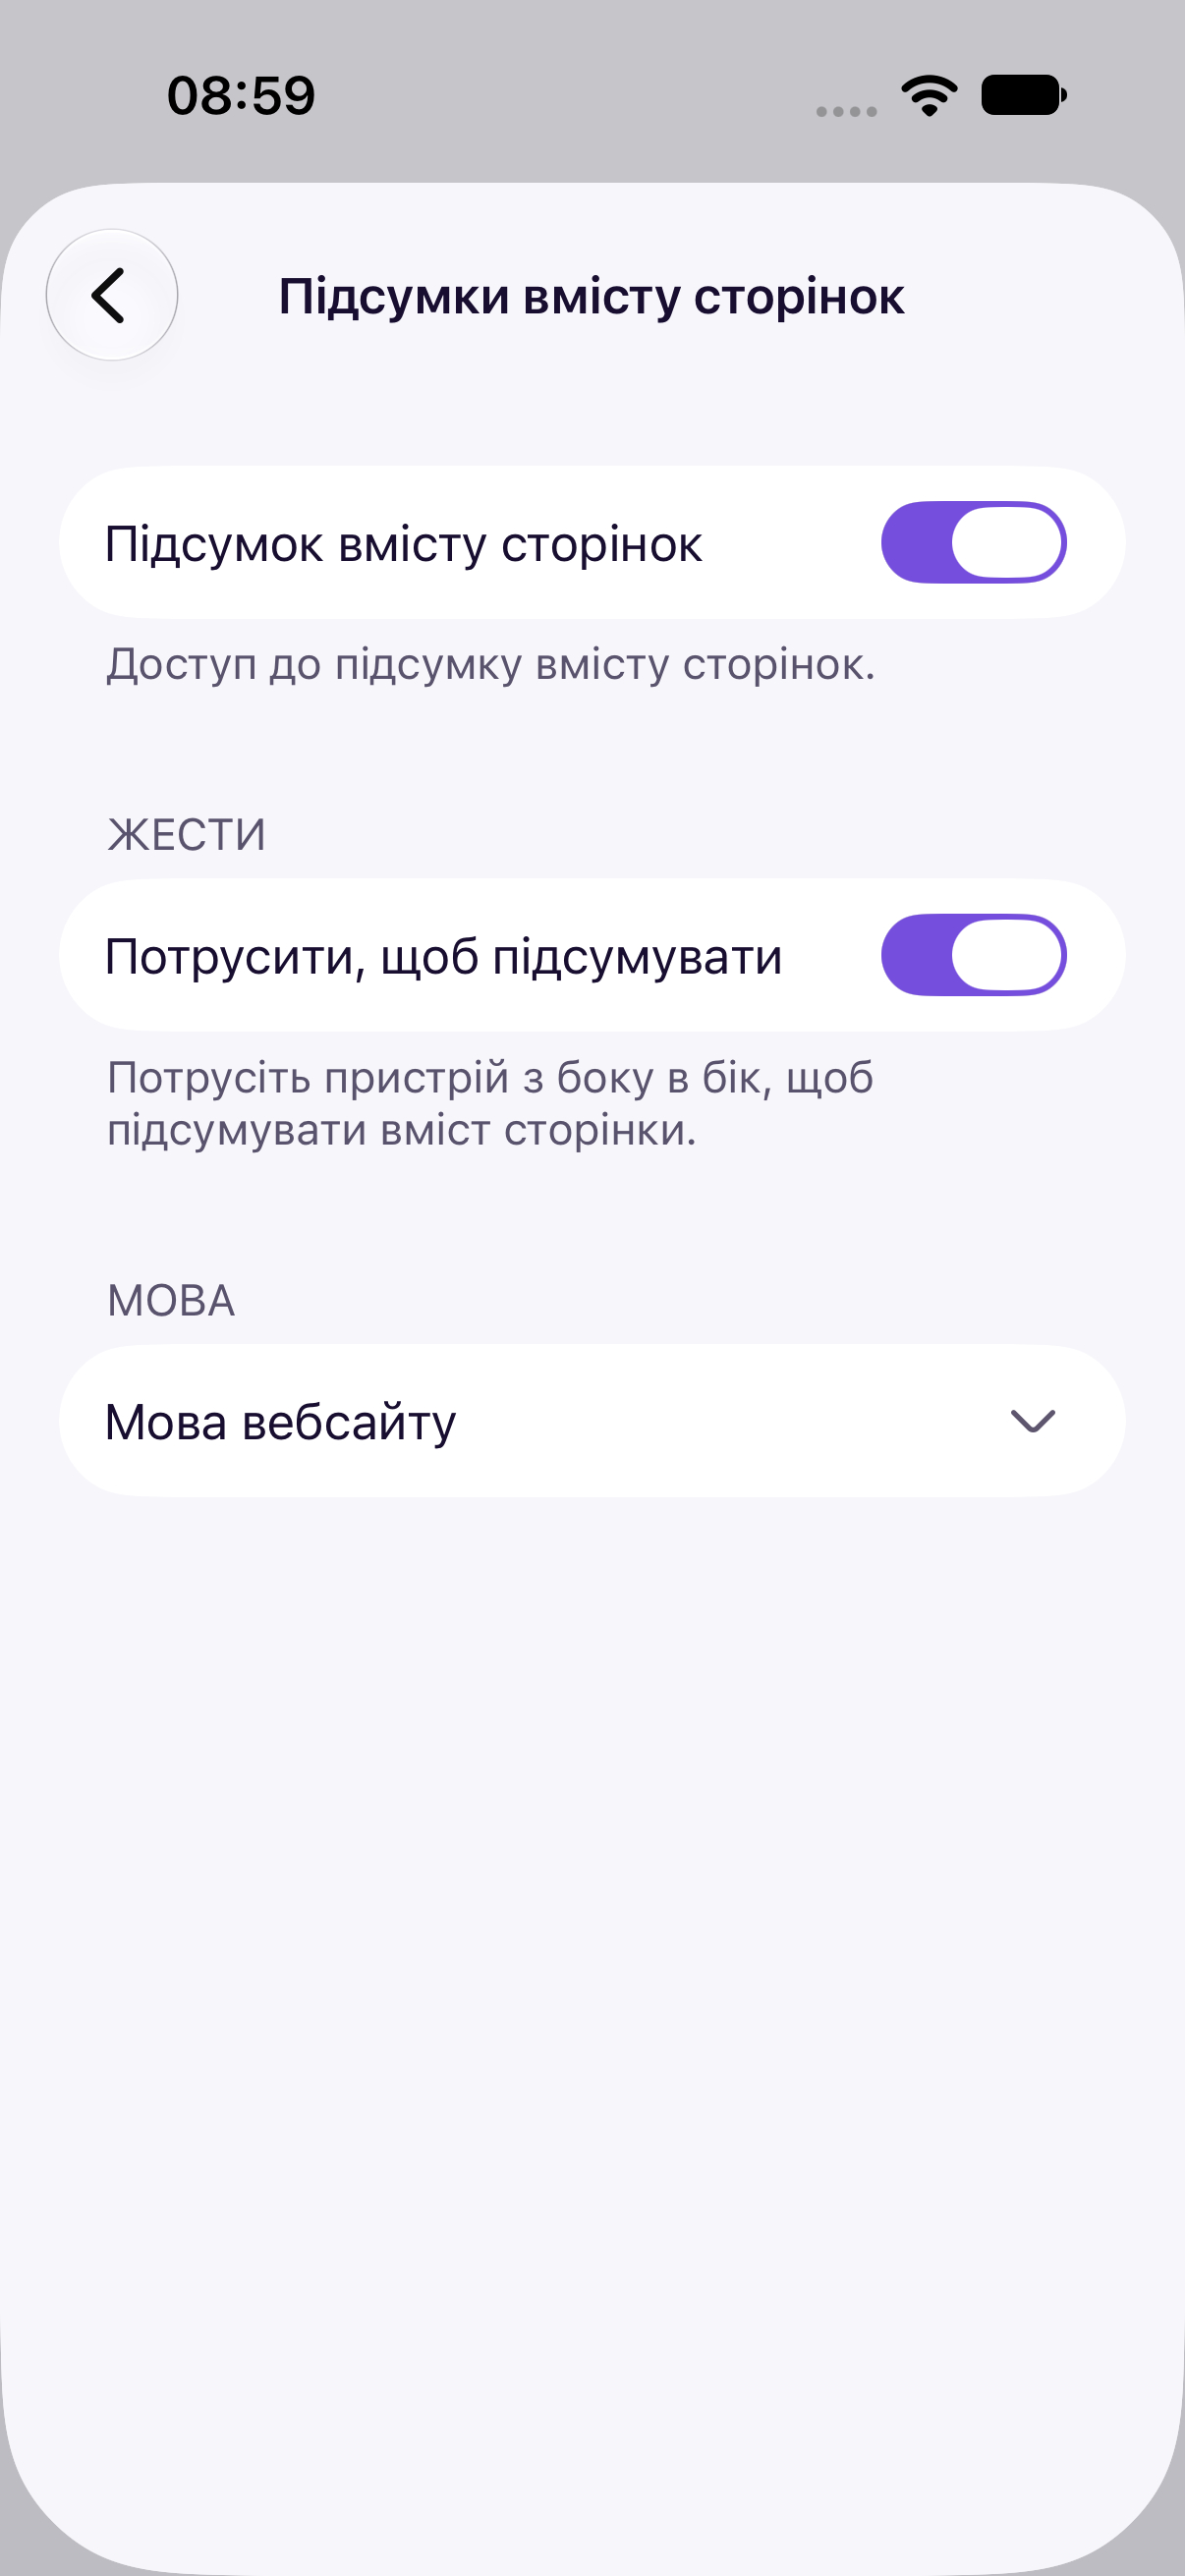 08:59
Підсумки вмісту сторінок
Підсумок вмісту сторінок
Доступ до підсумку вмісту сторінок.
ЖЕСТИ
Потрусити, щоб підсумувати
Потрусіть пристрій з боку в бік, щоб
підсумувати вміст сторінки.
МОВА
Мова вебсайту